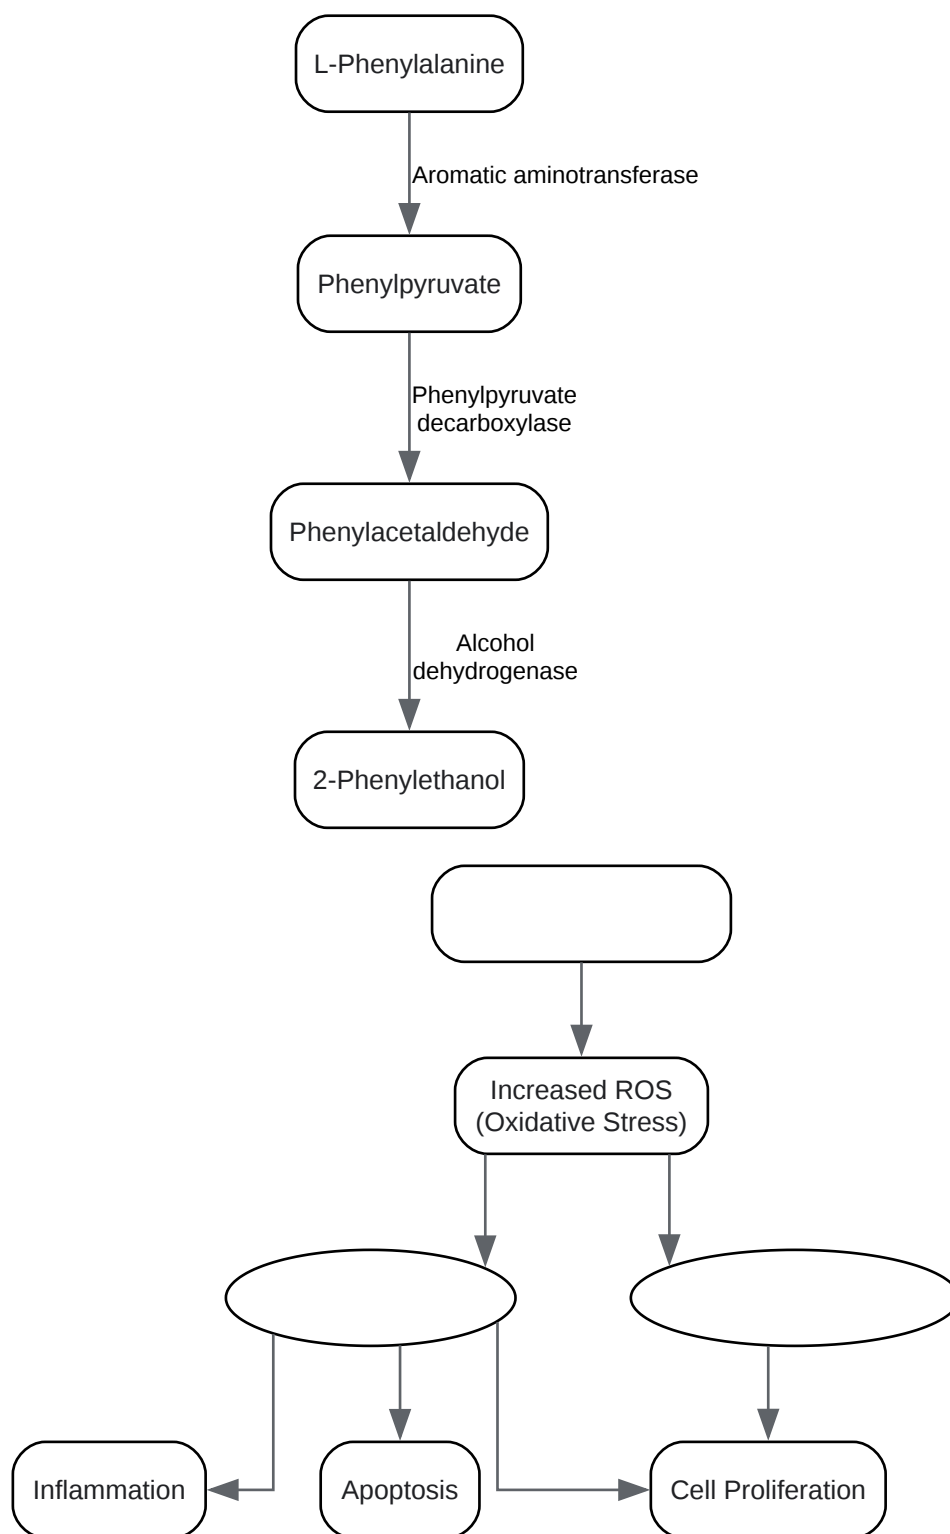 L-Phenylalanine
Aromatic aminotransferase
Phenylpyruvate
Phenylpyruvate
decarboxylase
Phenylacetaldehyde
Alcohol
dehydrogenase
2-Phenylethanol
Increased ROS
(Oxidative Stress)
Inflammation
Apoptosis
Cell Proliferation